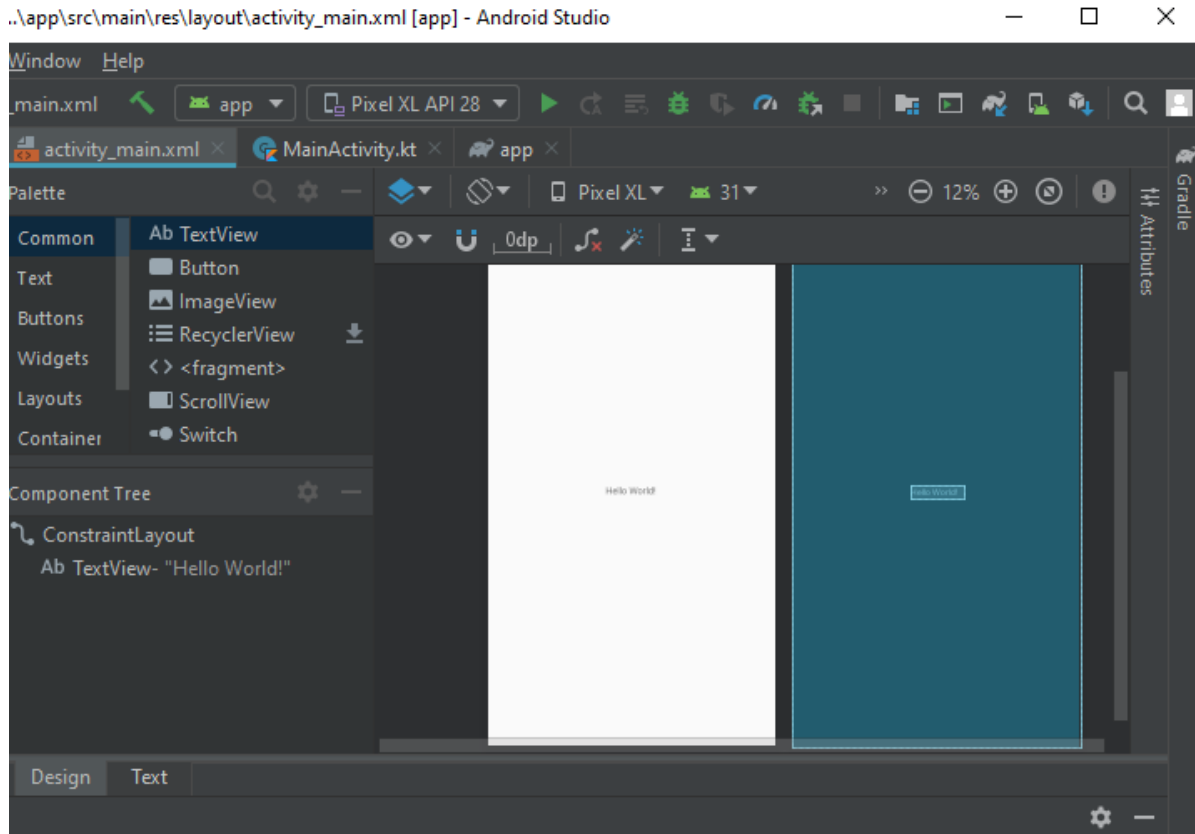 ..\app\src\main\res\layout\activity_main.xml [app] - Android Studio
Window Help
_main.xml app Pixel XL API 28
activity_main.xml MainActivity.kt app
Palette
Pixel XL 31 >> 12%
Common
Text
Buttons
Widgets
Layouts
Container
Ab TextView
Button
ImageView
RecyclerView
<> <fragment>
ScrollView
Switch
0dp
Component Tree
ConstraintLayout
Ab TextView- "Hello World!"
Hello World!
Hello World!
Gradle
Attributes
Design Text